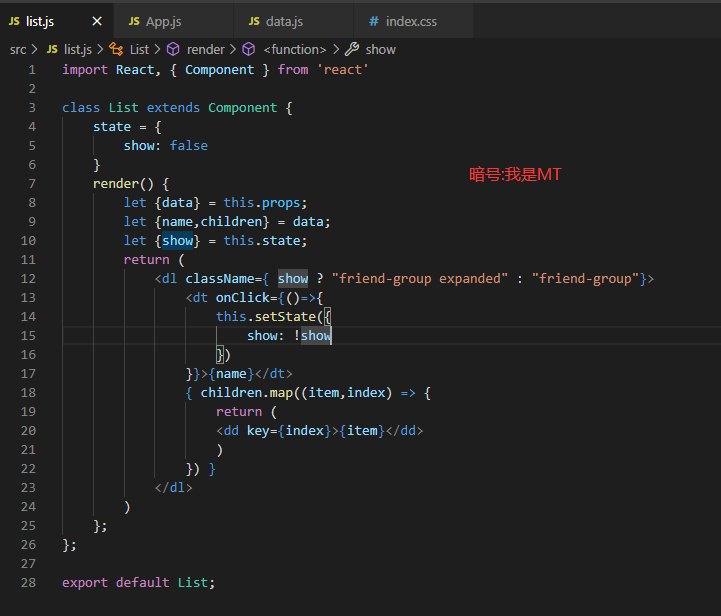 JS list.js × JS App.js JS data.js # index.css
src > JS list.js > List > render > <function> > show
1 import React, { Component } from 'react'
2
3 class List extends Component {
4     state = {
5         show: false
6     }
暗号:我是MT
7     render() {
8         let {data} = this.props;
9         let {name,children} = data;
10         let {show} = this.state;
11         return (
12             <dl className={ show ? "friend-group expanded" : "friend-group"}>
13                 <dt onClick={()=>{
14                     this.setState({
15                         show: !show
16                     })
17                 }}>{name}</dt>
18                 { children.map((item,index) => {
19                     return (
20                     <dd key={index}>{item}</dd>
21                     )
22                 }) }
23             </dl>
24         )
25     };
26 };
27
28 export default List;